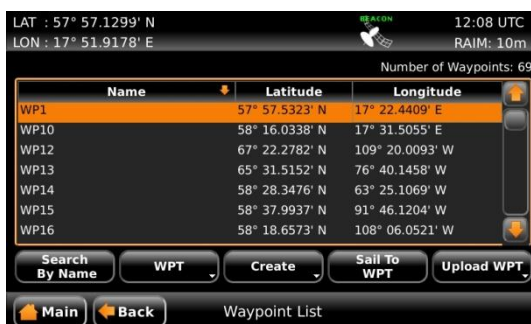 LAT : 57° 57.1299' N BEACON 12:08 UTC
LON : 17° 51.9178' E RAIM: 10m
Number of Waypoints: 69
Name Latitude Longitude
WP1 57° 57.5323' N 17° 22.4409' E
WP10 58° 16.0338' N 17° 31.5055' E
WP12 67° 22.2782' N 109° 20.0093' W
WP13 65° 31.5152' N 76° 40.1458' W
WP14 58° 28.3476' N 63° 25.1069' W
WP15 58° 37.9937' N 91° 46.1204' W
WP16 58° 18.6573' N 108° 06.0521' W
Search By Name WPT Create Sail To WPT Upload WPT
Main Back Waypoint List